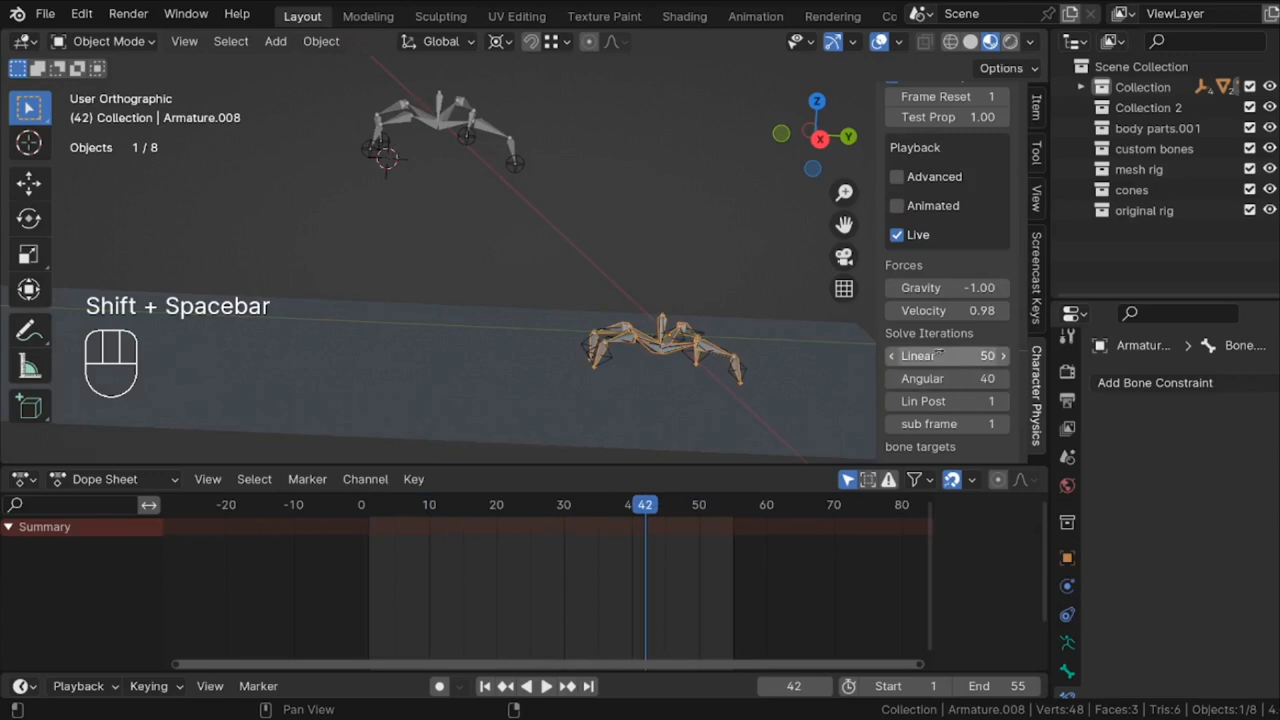 File Edit Render Window Help Layout Modeling Sculpting UV Editing Texture Paint Shading Animation Rendering Co Scene ViewLayer
Object Mode View Select Add Object Global
Options
User Orthographic
(42) Collection | Armature.008
Objects 1 / 8
Shift + Spacebar
Z
Y
X
Frame Reset 1
Test Prop 1.00
Playback
Advanced
Animated
Live
Forces
Gravity -1.00
Velocity 0.98
Solve Iterations
Linear 50
Angular 40
Lin Post 1
sub frame 1
bone targets
Item
Tool
View
Screencast Keys
Character Physics
Scene Collection
Collection 4 2
Collection 2
body parts.001
custom bones
mesh rig
cones
original rig
Armatur... Bone....
Add Bone Constraint
Dope Sheet View Select Marker Channel Key
-20 -10 0 10 20 30 4 42 50 60 70 80
Summary
Playback Keying View Marker 42 Start 1 End 55
Pan View Collection | Armature.008 | Verts:48 | Faces:3 | Tris:6 | Objects:1/8 | 4